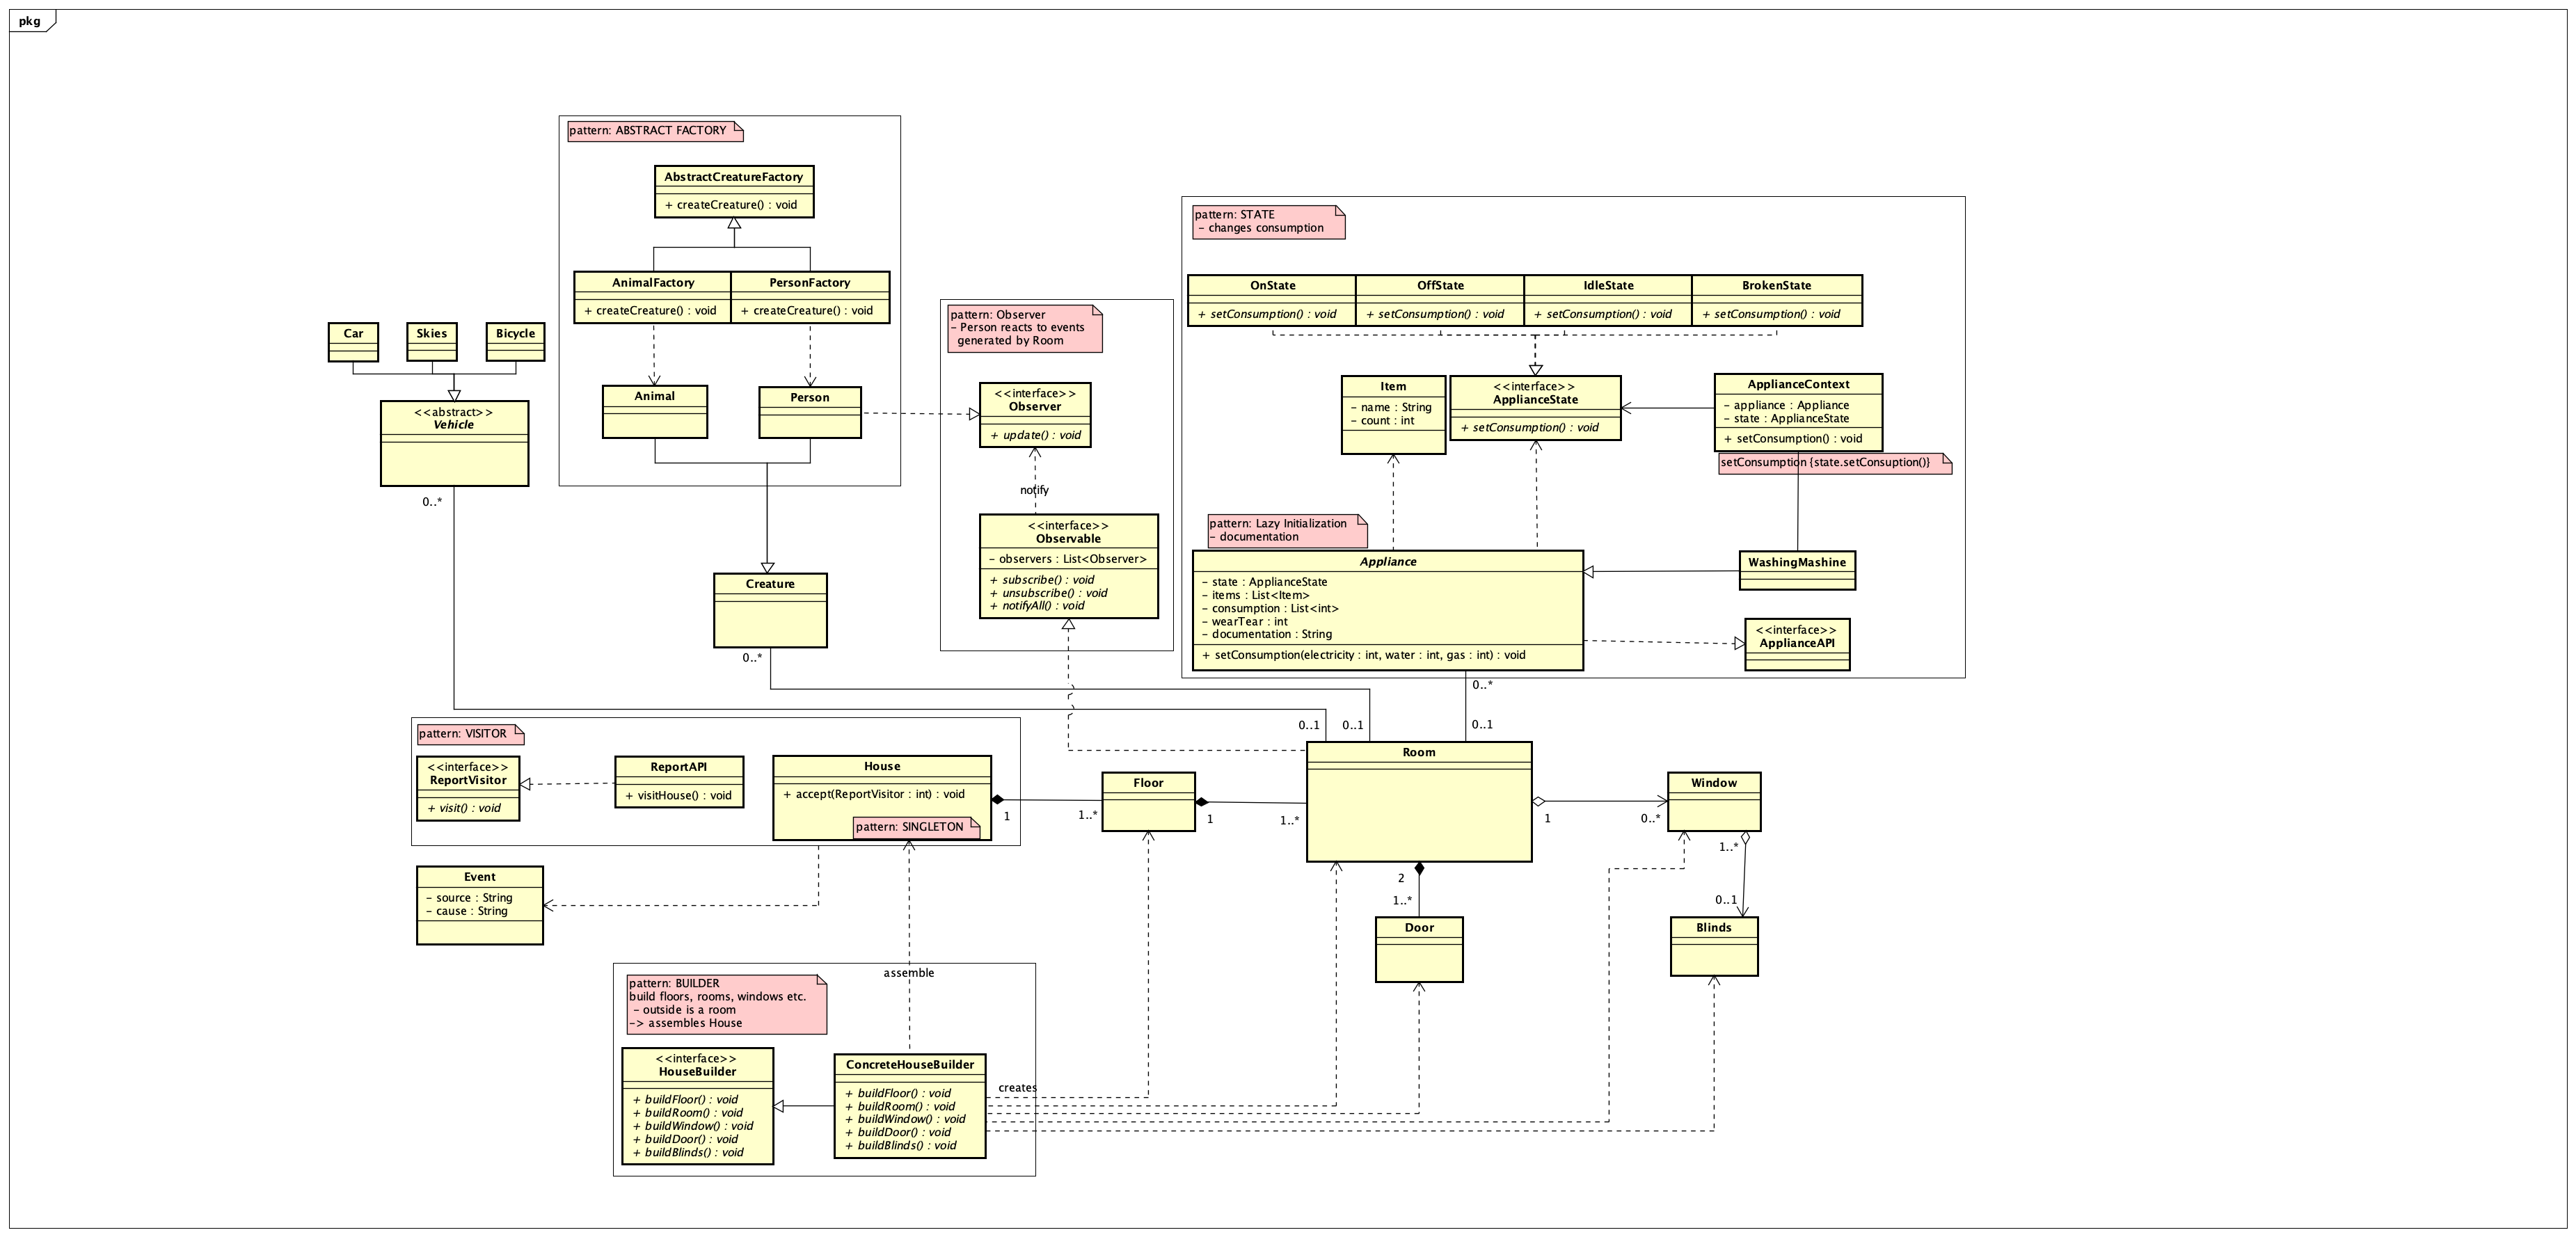 pkg
pattern: ABSTRACT FACTORY
AbstractCreatureFactory
+ createCreature() : void
AnimalFactory
+ createCreature() : void
PersonFactory
+ createCreature() : void
Animal
Person
Car
Skies
Bicycle
<<abstract>>
Vehicle
0..*
pattern: Observer
- Person reacts to events
generated by Room
<<interface>>
Observer
+ update() : void
notify
<<interface>>
Observable
- observers : List<Observer>
+ subscribe() : void
+ unsubscribe() : void
+ notifyAll() : void
Creature
0..*
pattern: STATE
- changes consumption
OnState
+ setConsumption() : void
OffState
+ setConsumption() : void
IdleState
+ setConsumption() : void
BrokenState
+ setConsumption() : void
Item
- name : String
- count : int
<<interface>>
ApplianceState
+ setConsumption() : void
ApplianceContext
- appliance : Appliance
- state : ApplianceState
+ setConsumption() : void
setConsumption {state.setConsuption()}
pattern: Lazy Initialization
- documentation
Appliance
- state : ApplianceState
- items : List<Item>
- consumption : List<int>
- wearTear : int
- documentation : String
+ setConsumption(electricity : int, water : int, gas : int) : void
WashingMashine
<<interface>>
ApplianceAPI
0..*
0..1
0..1
0..1
pattern: VISITOR
<<interface>>
ReportVisitor
+ visit() : void
ReportAPI
+ visitHouse() : void
House
+ accept(ReportVisitor : int) : void
pattern: SINGLETON
1
1..*
Floor
1
1..*
Room
1
0..*
Window
1..*
0..1
Blinds
2
1..*
Door
Event
- source : String
- cause : String
assemble
pattern: BUILDER
build floors, rooms, windows etc.
- outside is a room
-> assembles House
<<interface>>
HouseBuilder
+ buildFloor() : void
+ buildRoom() : void
+ buildWindow() : void
+ buildDoor() : void
+ buildBlinds() : void
ConcreteHouseBuilder
+ buildFloor() : void
+ buildRoom() : void
+ buildWindow() : void
+ buildDoor() : void
+ buildBlinds() : void
creates